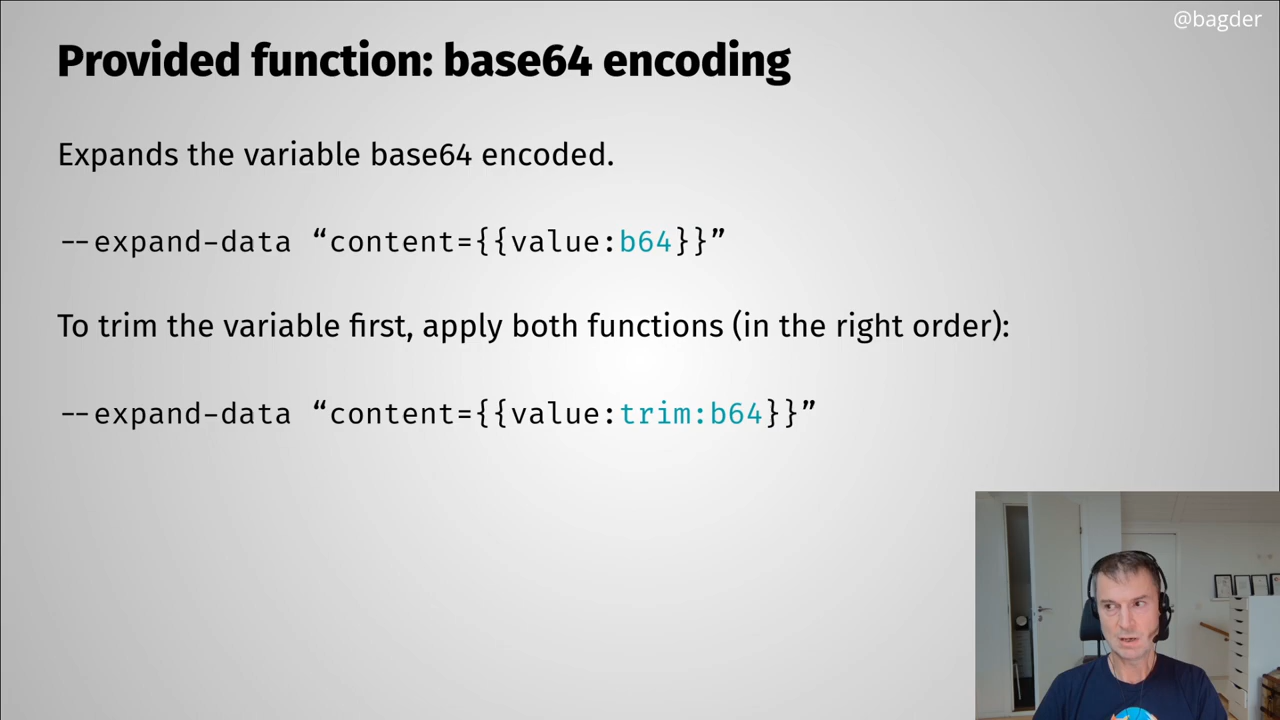 @bagder
Provided function: base64 encoding
Expands the variable base64 encoded.
--expand-data “content={{value:b64}}”
To trim the variable first, apply both functions (in the right order):
--expand-data “content={{value:trim:b64}}”